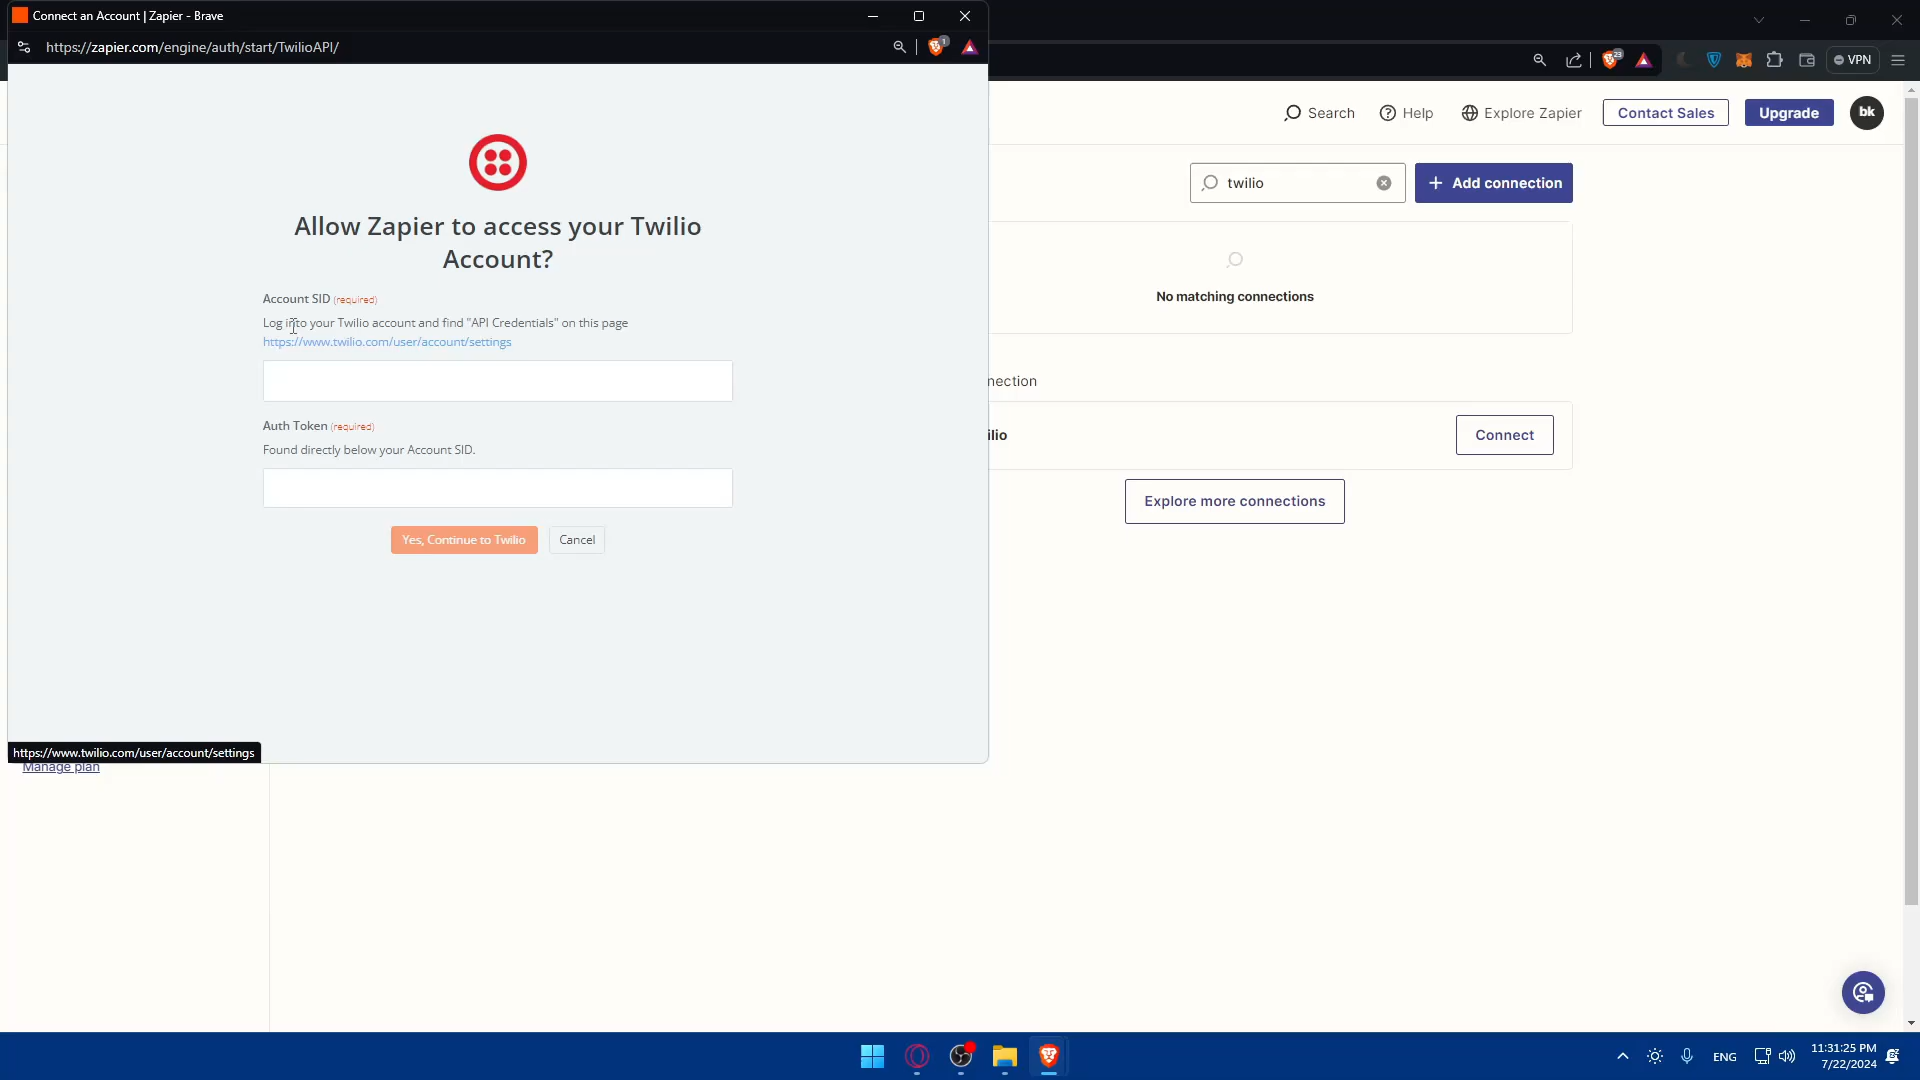 Connect an Account | Zapier - Brave
https://zapier.com/engine/auth/start/TwilioAPI/
1
23
VPN
Search
Help
Explore Zapier
Contact Sales
Upgrade
bk
twilio
+ Add connection
Allow Zapier to access your Twilio
Account?
No matching connections
Account SID (required)
Log into your Twilio account and find "API Credentials" on this page
https://www.twilio.com/user/account/settings
nection
Auth Token (required)
Found directly below your Account SID.
ilio
Connect
Explore more connections
Yes, Continue to Twilio
Cancel
https://www.twilio.com/user/account/settings
Manage plan
ENG
11:31:25 PM
7/22/2024